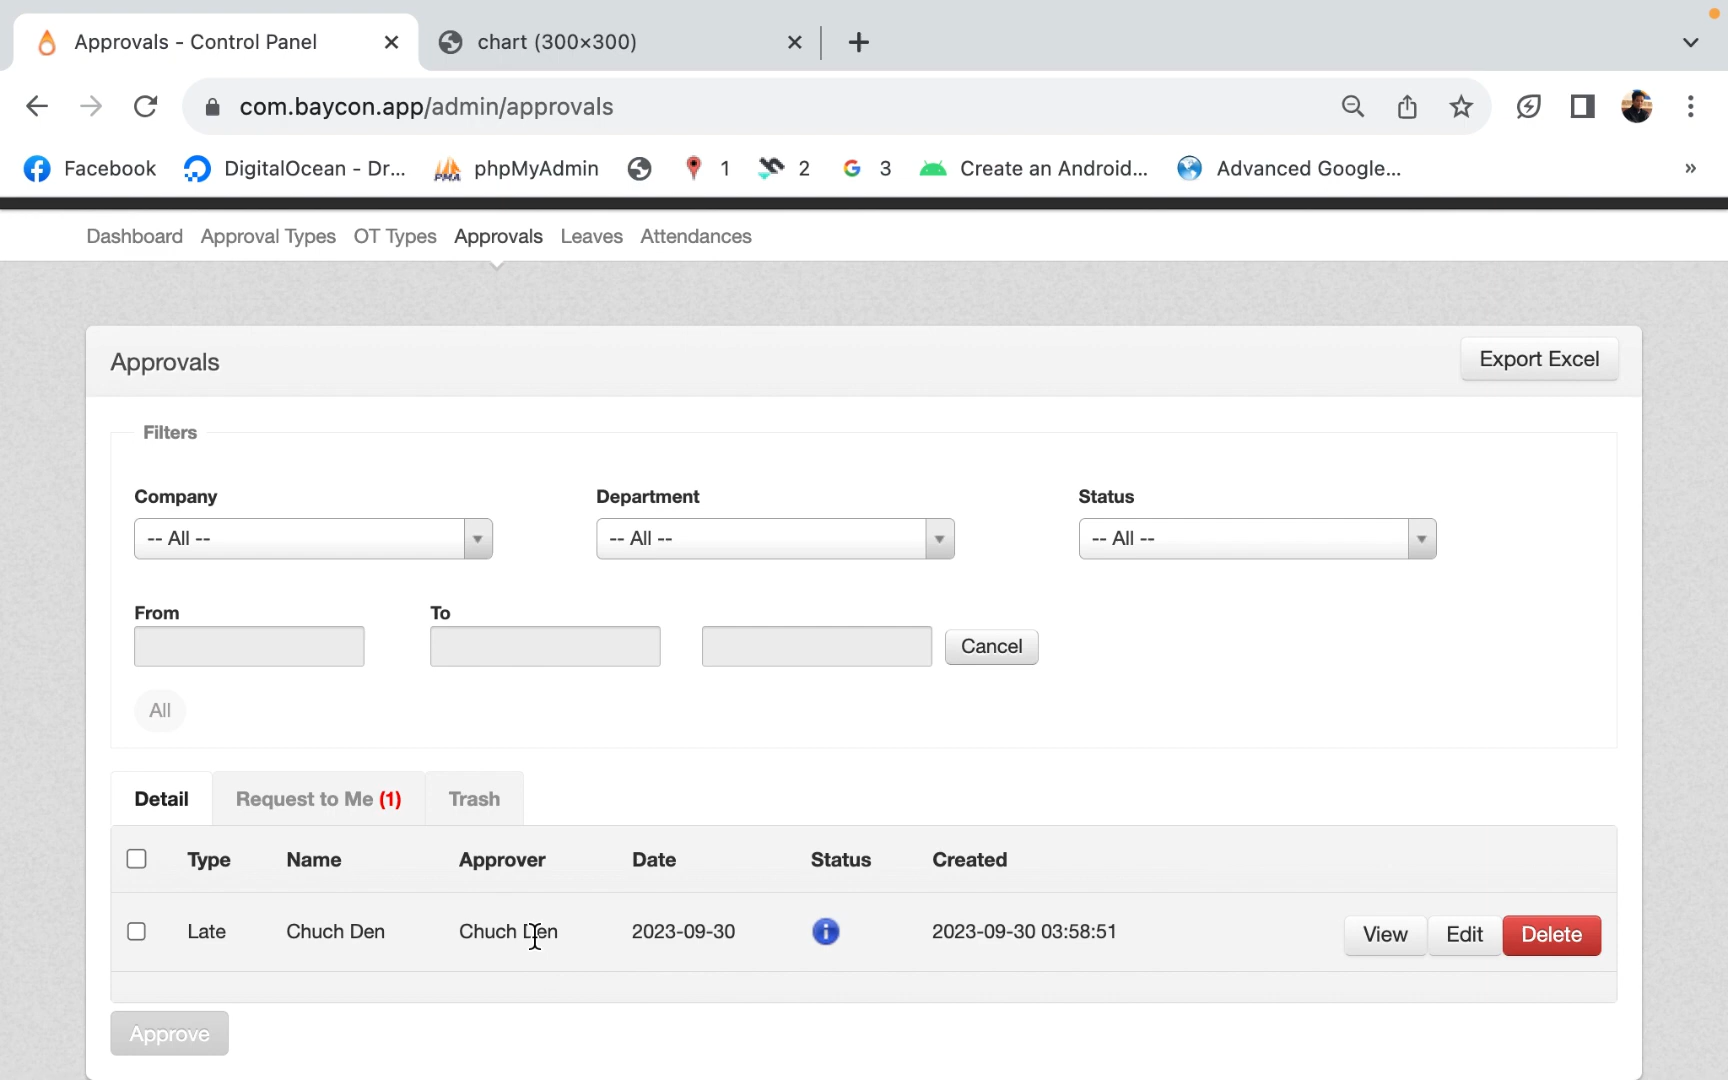 Approvals - Control Panel
chart (300×300)
com.baycon.app/admin/approvals
Facebook
DigitalOcean - Dr...
phpMyAdmin
1
2
3
Create an Android...
Advanced Google...
»
Dashboard Approval Types OT Types Approvals Leaves Attendances
Approvals
Export Excel
Filters
Company Department Status
-- All -- -- All -- -- All --
From To
Cancel
All
Detail Request to Me (1) Trash
Type Name Approver Date Status Created
Late Chuch Den Chuch Den 2023-09-30 2023-09-30 03:58:51 View Edit Delete
Approve